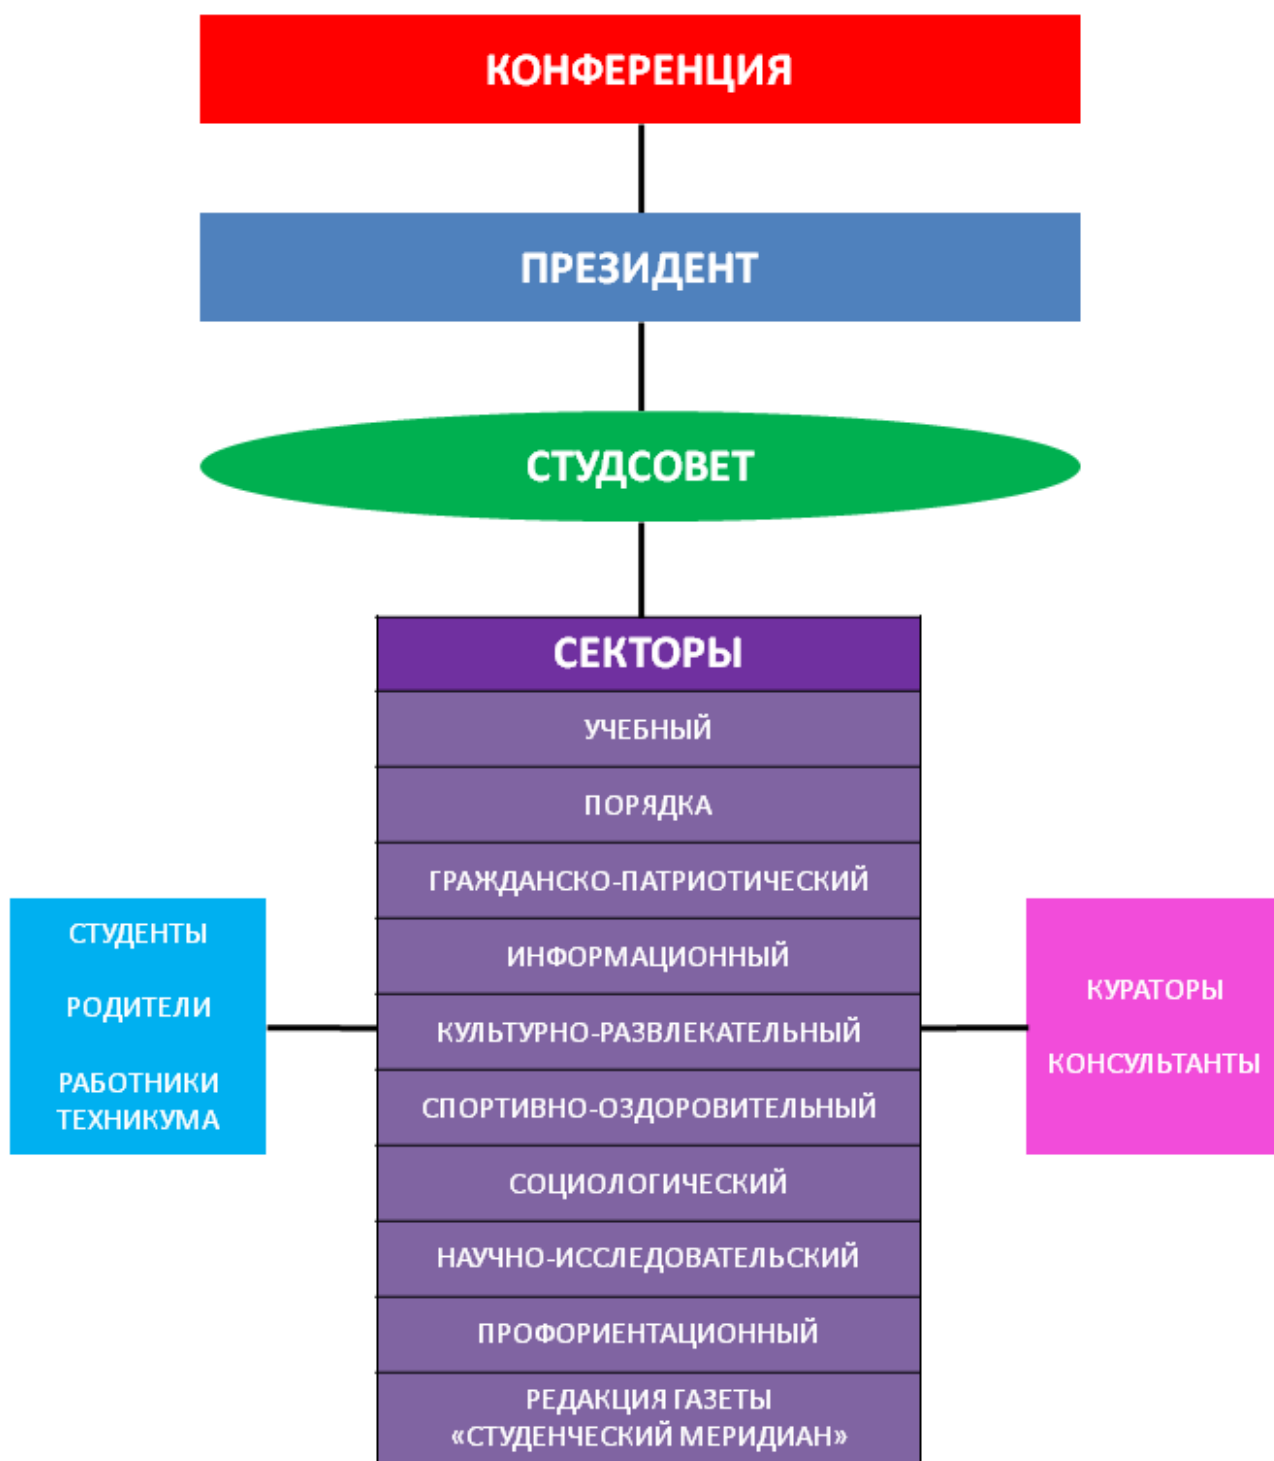 КОНФЕРЕНЦИЯ
ПРЕЗИДЕНТ
СТУДСОВЕТ
СЕКТОРЫ
УЧЕБНЫЙ
ПОРЯДКА
ГРАЖДАНСКО-ПАТРИОТИЧЕСКИЙ
ИНФОРМАЦИОННЫЙ
КУЛЬТУРНО-РАЗВЛЕКАТЕЛЬНЫЙ
СПОРТИВНО-ОЗДОРОВИТЕЛЬНЫЙ
СОЦИОЛОГИЧЕСКИЙ
НАУЧНО-ИССЛЕДОВАТЕЛЬСКИЙ
ПРОФОРИЕНТАЦИОННЫЙ
РЕДАКЦИЯ ГАЗЕТЫ
«СТУДЕНЧЕСКИЙ МЕРИДИАН»
СТУДЕНТЫ
РОДИТЕЛИ
РАБОТНИКИ
ТЕХНИКУМА
КУРАТОРЫ
КОНСУЛЬТАНТЫ